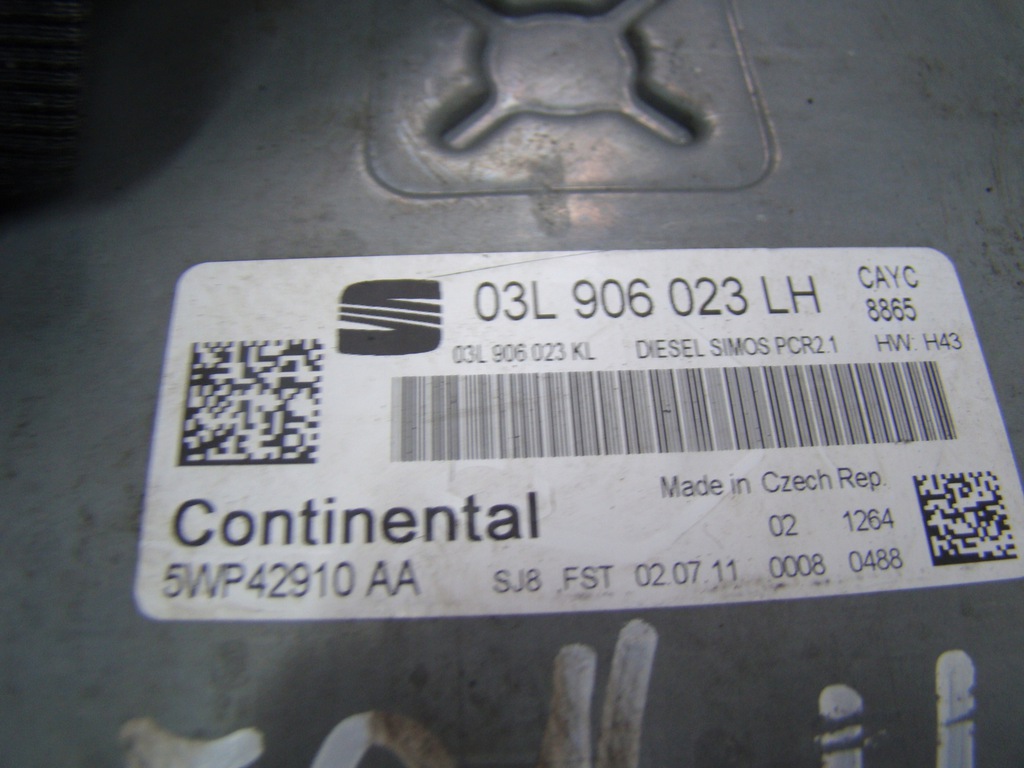 03L 906 023 LH CAYC
8865
03L 906 023 KL DIESEL SIMOS PCR2.1 HW: H43
Made in Czech Rep.
Continental 02 1264
5WP42910 AA SJ8 FST 02.07.11 0008 0488